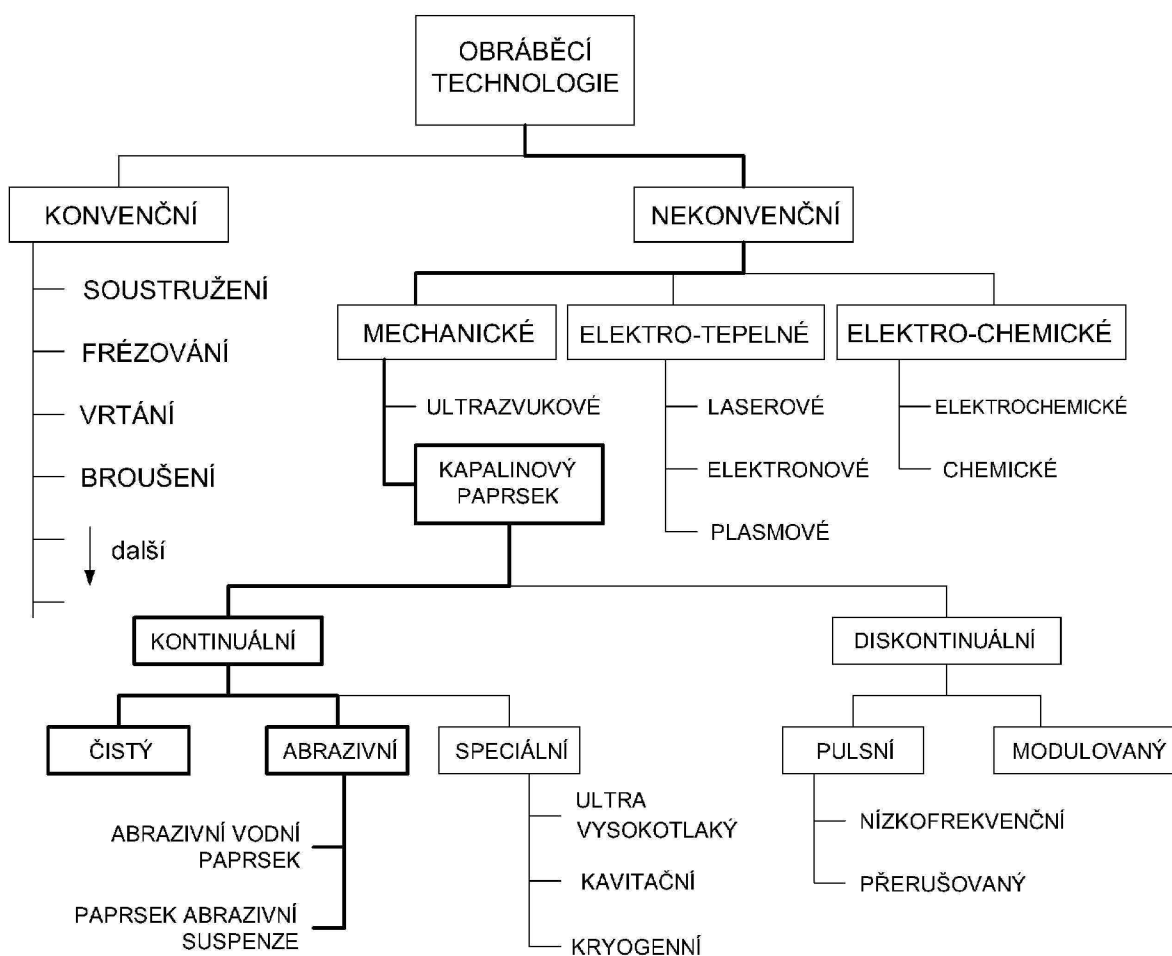 OBRÁBĚCÍ
TECHNOLOGIE
KONVENČNÍ
NEKONVENČNÍ
SOUSTRUŽENÍ
FRÉZOVÁNÍ
VRTÁNÍ
BROUŠENÍ
další
MECHANICKÉ
ELEKTRO-TEPELNÉ
ELEKTRO-CHEMICKÉ
ULTRAZVUKOVÉ
KAPALINOVÝ
PAPRSEK
LASEROVÉ
ELEKTRONOVÉ
PLASMOVÉ
ELEKTROCHEMICKÉ
CHEMICKÉ
KONTINUÁLNÍ
DISKONTINUÁLNÍ
ČISTÝ
ABRAZIVNÍ
SPECIÁLNÍ
PULSNÍ
MODULOVANÝ
ABRAZIVNÍ VODNÍ
PAPRSEK
PAPRSEK ABRAZIVNÍ
SUSPENZE
ULTRA
VYSOKOTLAKÝ
KAVITAČNÍ
KRYOGENNÍ
NÍZKOFREKVENČNÍ
PŘERUŠOVANÝ